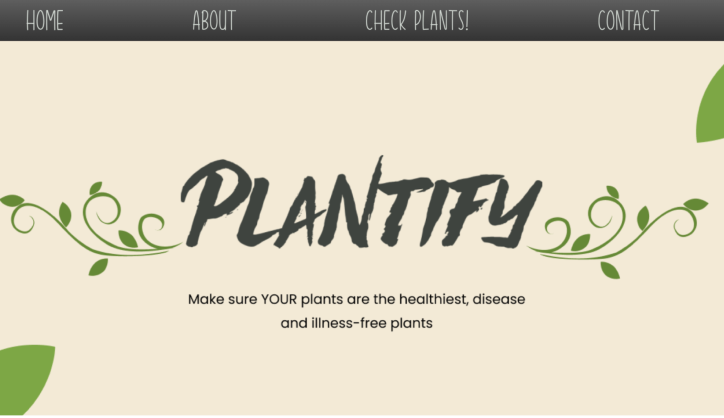 HOME ABOUT CHECK PLANTS! CONTACT
PLANTIFY
Make sure YOUR plants are the healthiest, disease
and illness-free plants